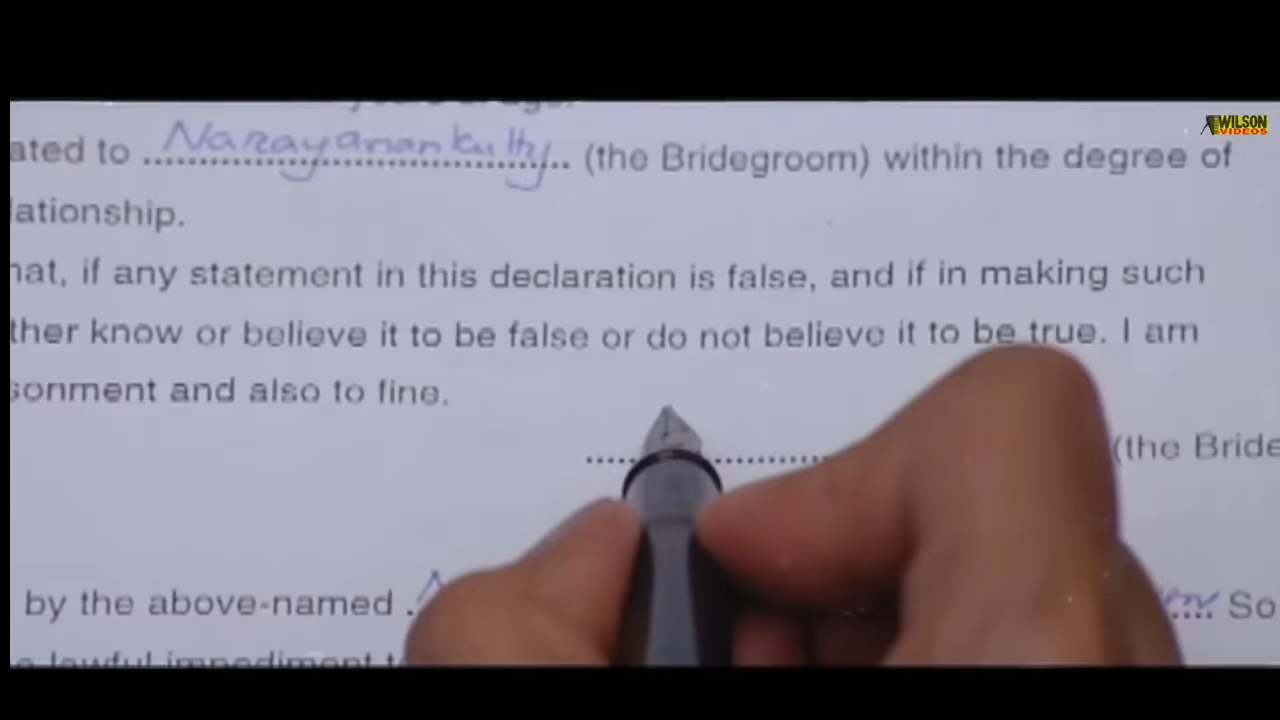 ated to Narayanankutty (the Bridegroom) within the degree of
WILSON
VIDEOS
lationship.
hat, if any statement in this declaration is false, and if in making such
ther know or believe it to be false or do not believe it to be true. I am
sonment and also to fine.
(the Bride
by the above-named So
lawful impediment